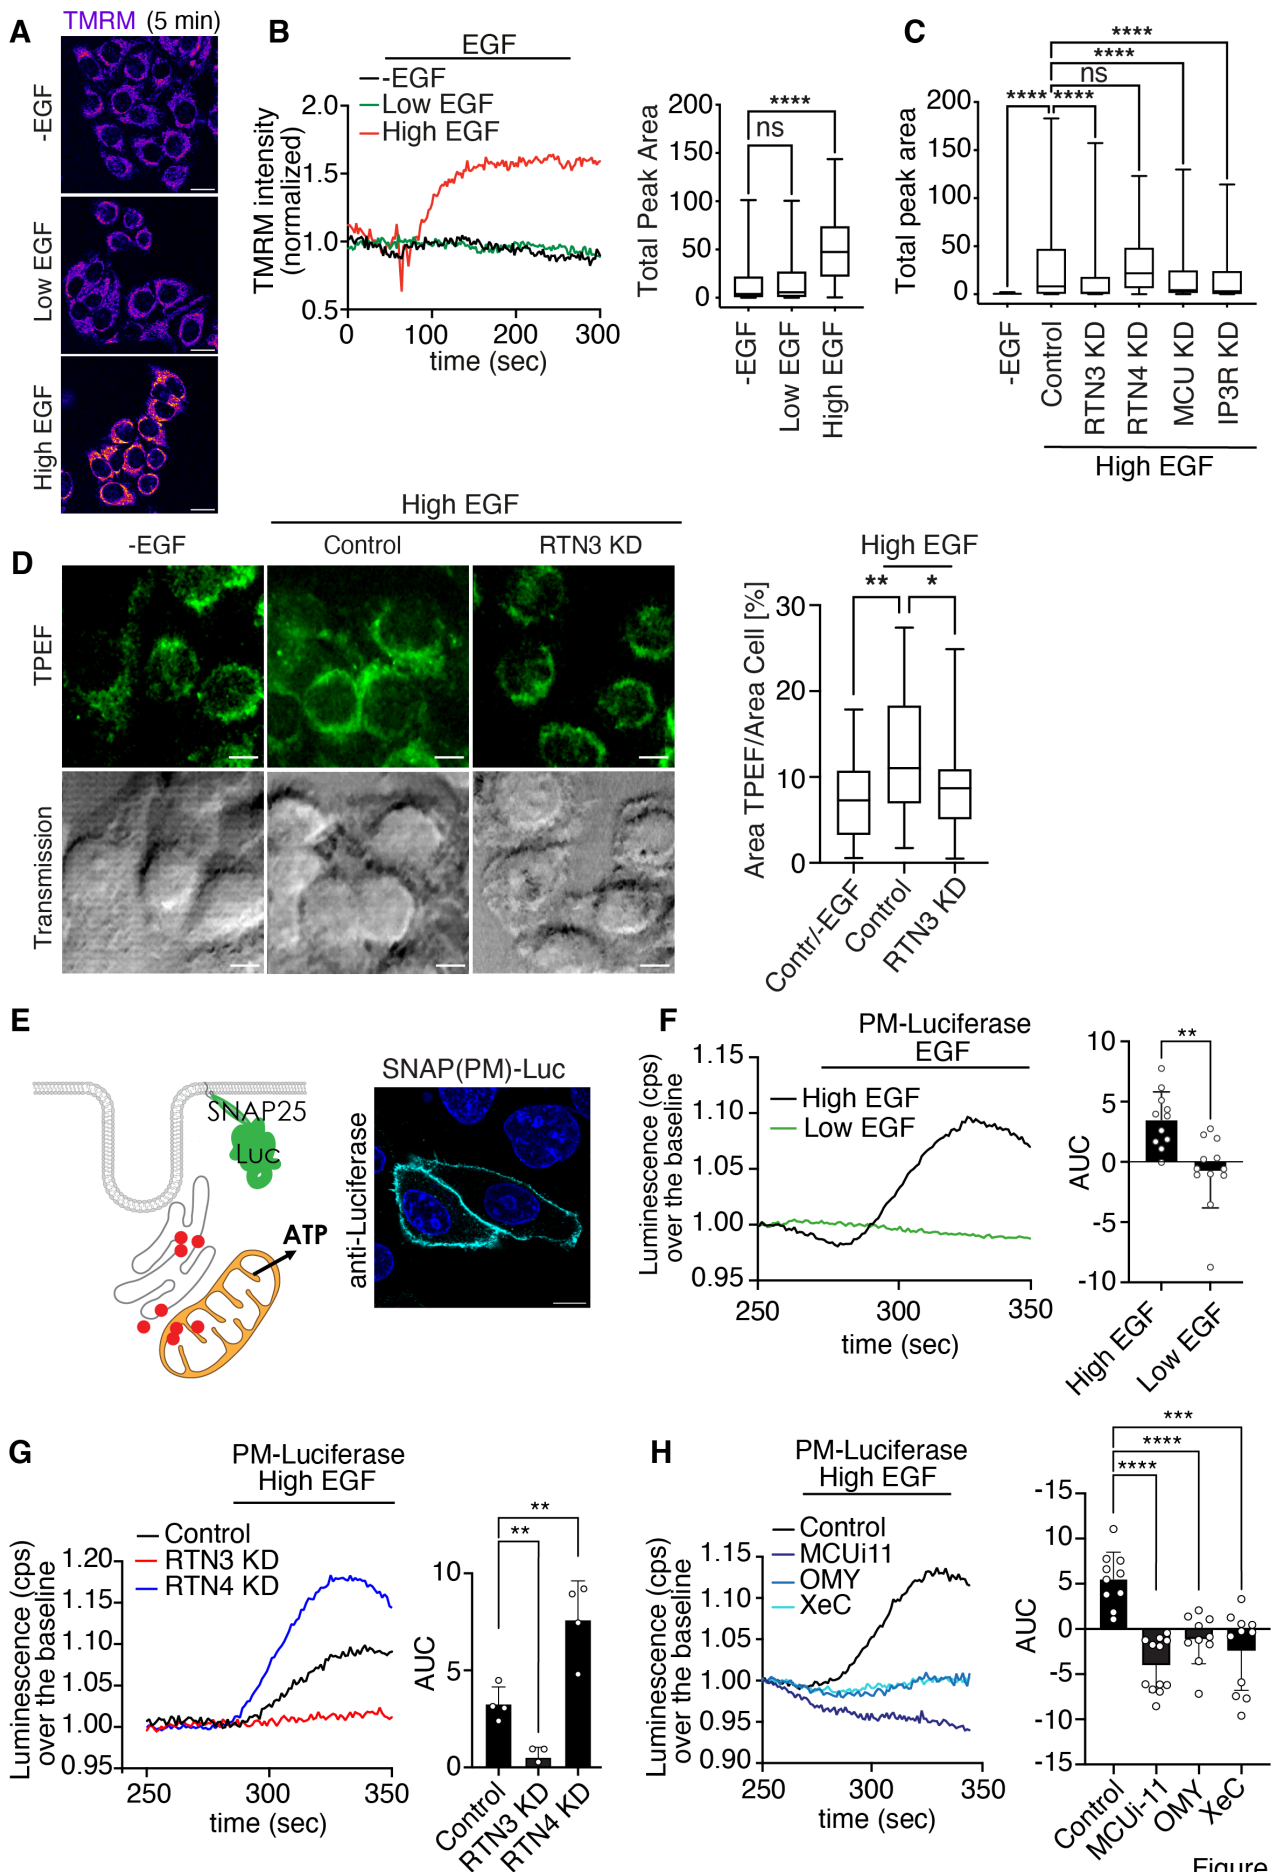 A
TMRM (5 min)
-EGF
Low EGF
High EGF
B
EGF
-EGF
Low EGF
High EGF
TMRM intensity
(normalized)
2.0
1.5
1.0
0.5
0
100
200
300
time (sec)
Total Peak Area
200
150
100
50
0
ns
****
-EGF
Low EGF
High EGF
C
Total peak area
200
150
100
50
0
****
****
ns
****
****
-EGF
Control
RTN3 KD
RTN4 KD
MCU KD
IP3R KD
High EGF
D
High EGF
-EGF
Control
RTN3 KD
TPEF
Transmission
High EGF
**
*
Area TPEF/Area Cell [%]
30
20
10
0
Contr/-EGF
Control
RTN3 KD
E
SNAP25
Luc
ATP
SNAP(PM)-Luc
anti-Luciferase
F
PM-Luciferase
EGF
High EGF
Low EGF
Luminescence (cps)
over the baseline
1.15
1.10
1.05
1.00
0.95
250
300
350
time (sec)
AUC
10
5
0
-5
-10
**
High EGF
Low EGF
G
PM-Luciferase
High EGF
Control
RTN3 KD
RTN4 KD
Luminescence (cps)
over the baseline
1.20
1.15
1.10
1.05
1.00
0.95
250
300
350
time (sec)
AUC
10
5
0
**
**
Control
RTN3 KD
RTN4 KD
H
PM-Luciferase
High EGF
Control
MCUi11
OMY
XeC
Luminescence (cps)
over the baseline
1.15
1.10
1.05
1.00
0.95
0.90
250
300
350
time (sec)
AUC
-15
10
5
0
-5
-10
-15
***
****
****
Control
MCUi-11
OMY
XeC
Figure